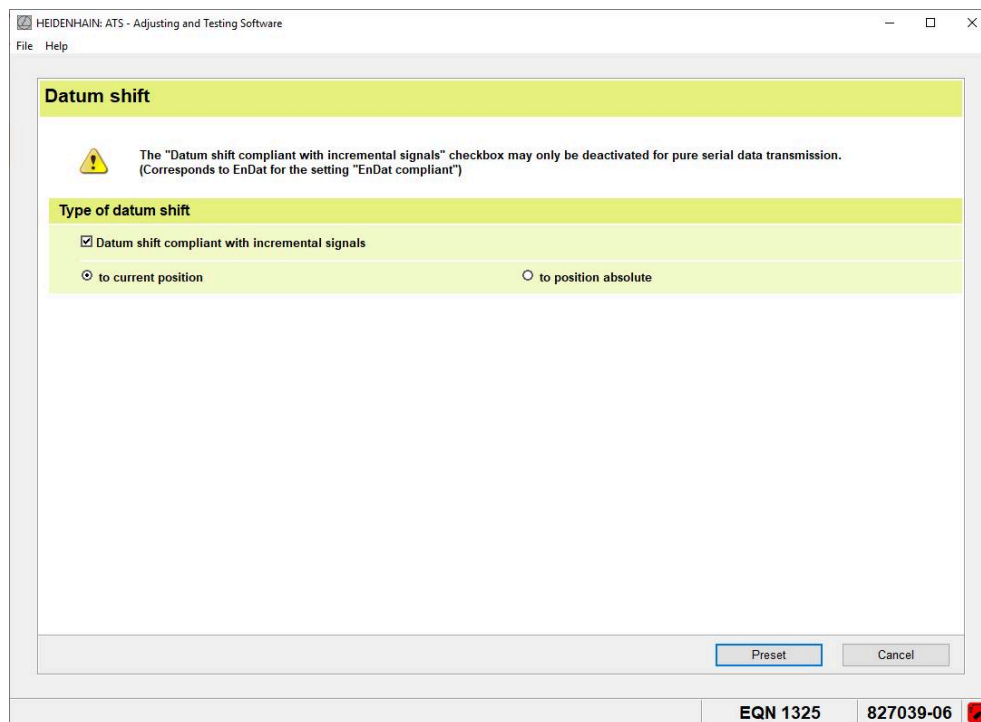 HEIDENHAIN: ATS - Adjusting and Testing Software
File Help
Datum shift
The "Datum shift compliant with incremental signals" checkbox may only be deactivated for pure serial data transmission.
(Corresponds to EnDat for the setting "EnDat compliant")
Type of datum shift
Datum shift compliant with incremental signals
to current position to position absolute
Preset Cancel
EQN 1325 827039-06